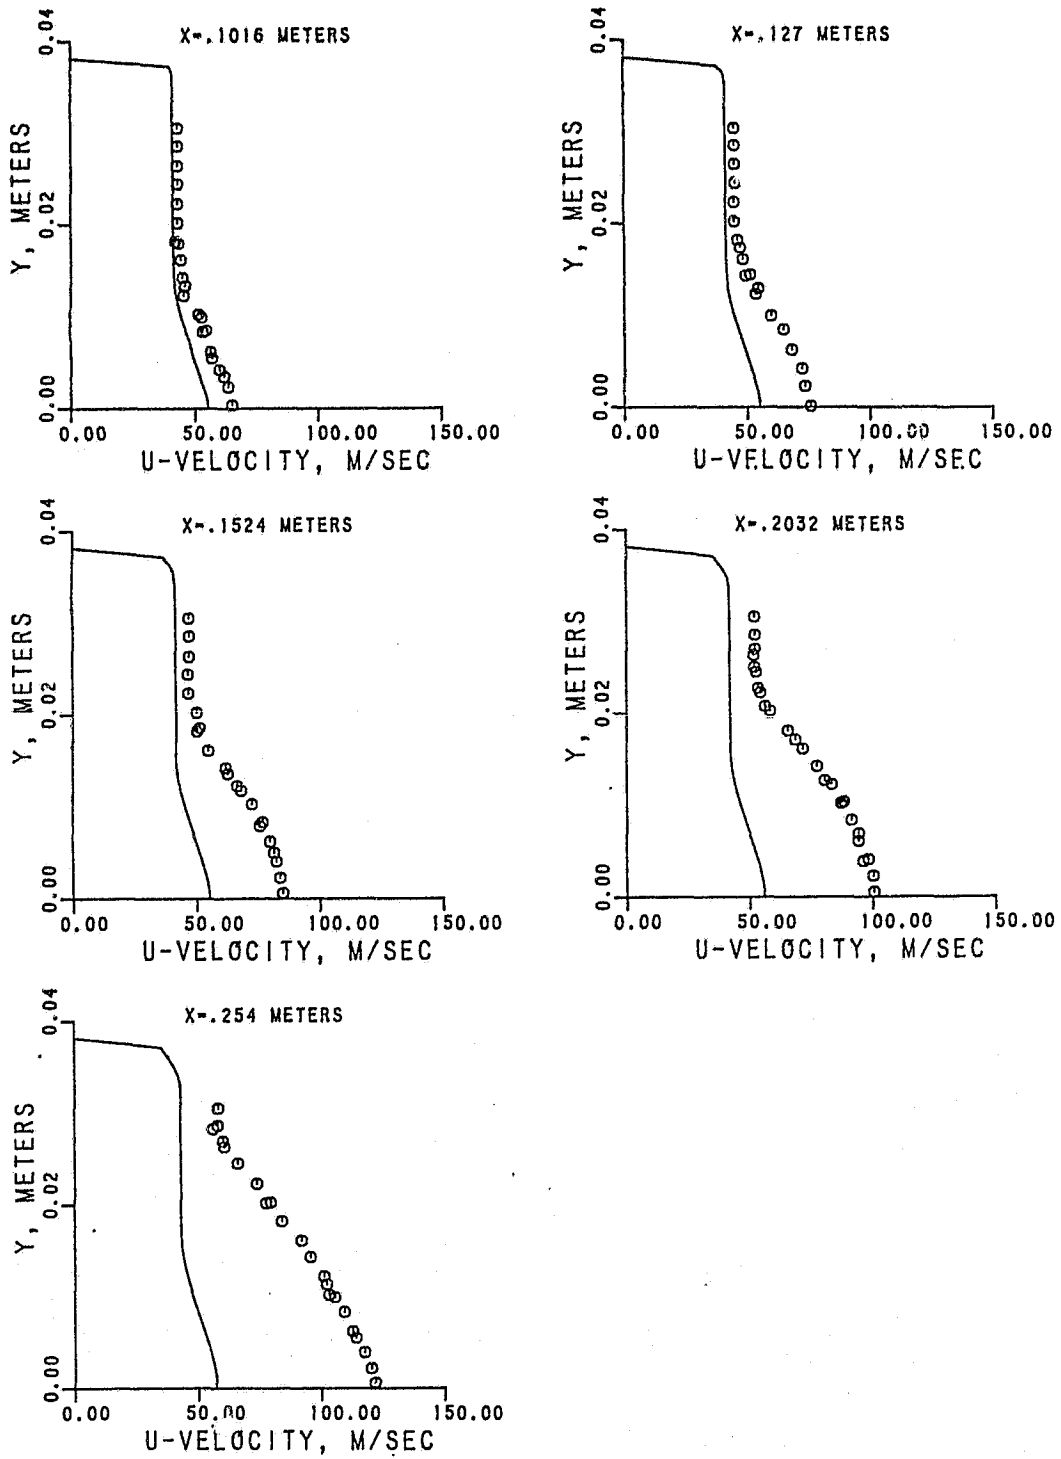 X=.1016 METERS
0.04
0.02
0.00
Y, METERS
0.00 50.00 100.00 150.00
U-VELOCITY, M/SEC
X=.127 METERS
0.04
0.02
0.00
Y, METERS
0.00 50.00 100.00 150.00
U-VELOCITY, M/SEC
X=.1524 METERS
0.04
0.02
0.00
Y, METERS
0.00 50.00 100.00 150.00
U-VELOCITY, M/SEC
X=.2032 METERS
0.04
0.02
0.00
Y, METERS
0.00 50.00 100.00 150.00
U-VELOCITY, M/SEC
X=.254 METERS
0.04
0.02
0.00
Y, METERS
0.00 50.00 100.00 150.00
U-VELOCITY, M/SEC